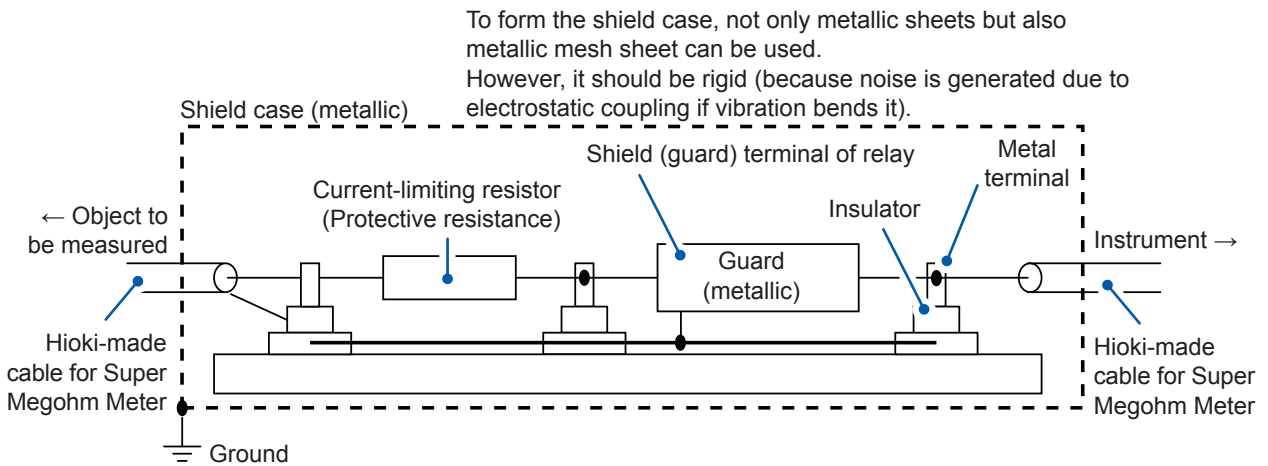 To form the shield case, not only metallic sheets but also
metallic mesh sheet can be used.
However, it should be rigid (because noise is generated due to
electrostatic coupling if vibration bends it).
Shield case (metallic)
Shield (guard) terminal of relay
Metal
terminal
Current-limiting resistor
(Protective resistance)
Insulator
← Object to
be measured
Instrument →
Guard
(metallic)
Hioki-made
cable for Super
Megohm Meter
Hioki-made
cable for Super
Megohm Meter
Ground